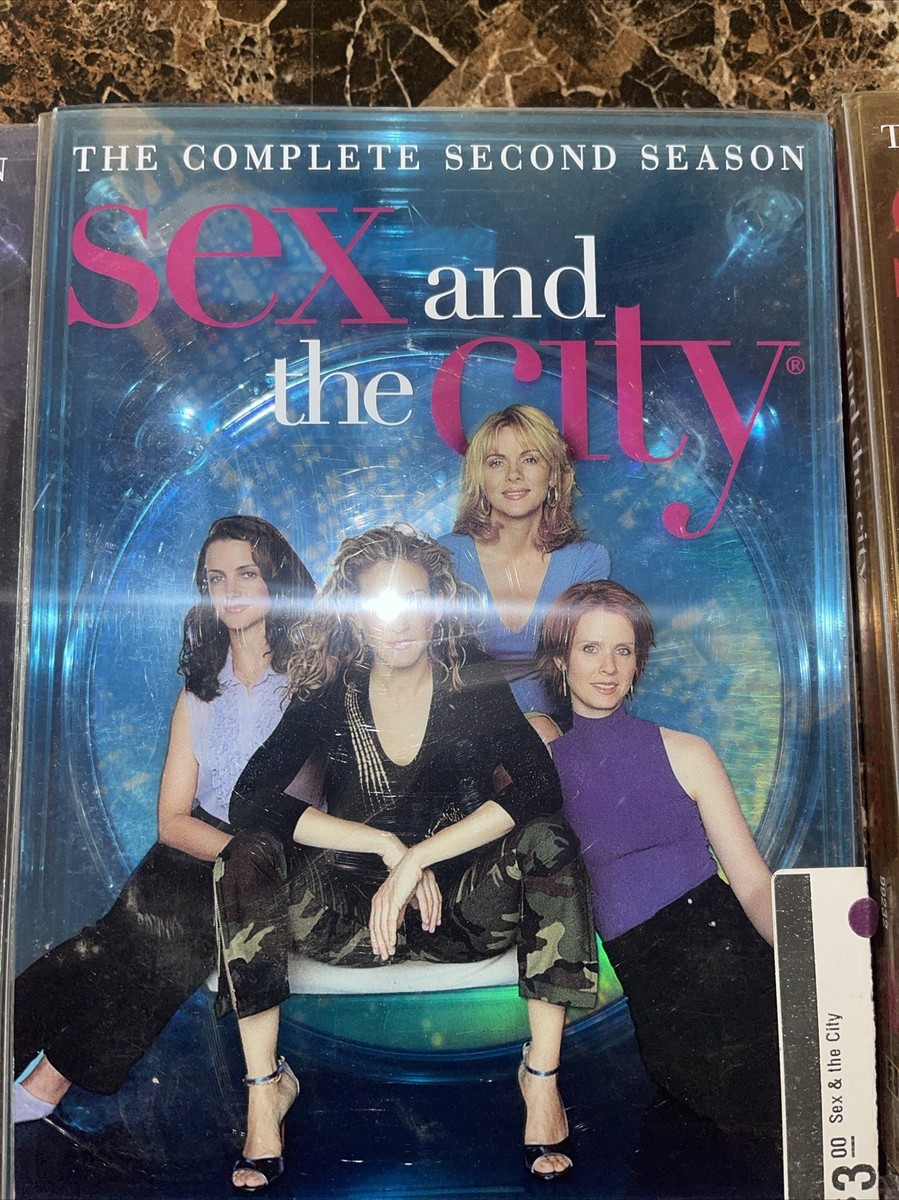 THE COMPLETE SECOND SEASON
sex and
the city®
Sex & the City
3 00